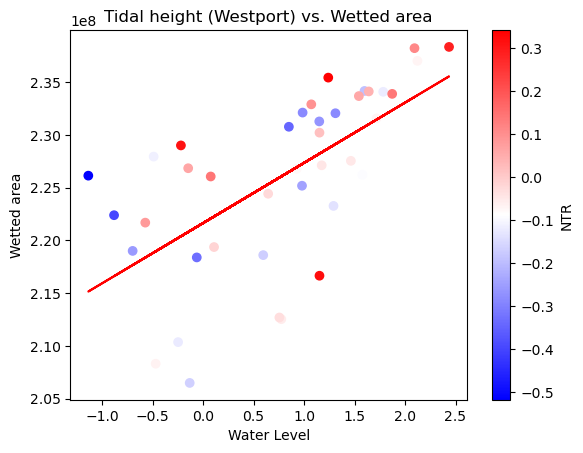 Tidal height (Westport) vs. Wetted area
1e8
2.35
2.30
2.25
2.20
2.15
2.10
2.05
Wetted area
−1.0 −0.5 0.0 0.5 1.0 1.5 2.0 2.5
Water Level
0.3
0.2
0.1
0.0
−0.1
−0.2
−0.3
−0.4
−0.5
NTR